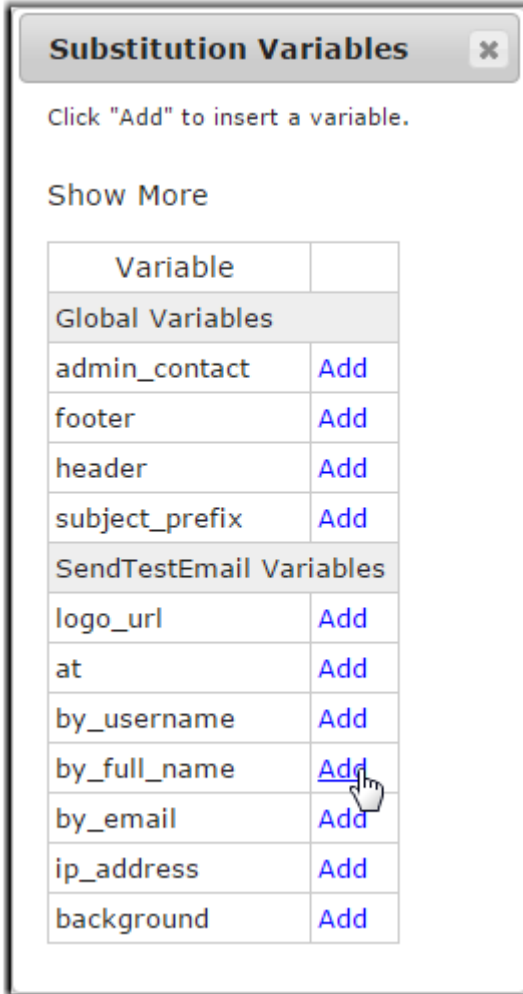 Substitution Variables
Click "Add" to insert a variable.
Show More
Variable
Global Variables
admin_contact Add
footer Add
header Add
subject_prefix Add
SendTestEmail Variables
logo_url Add
at Add
by_username Add
by_full_name Add
by_email Add
ip_address Add
background Add